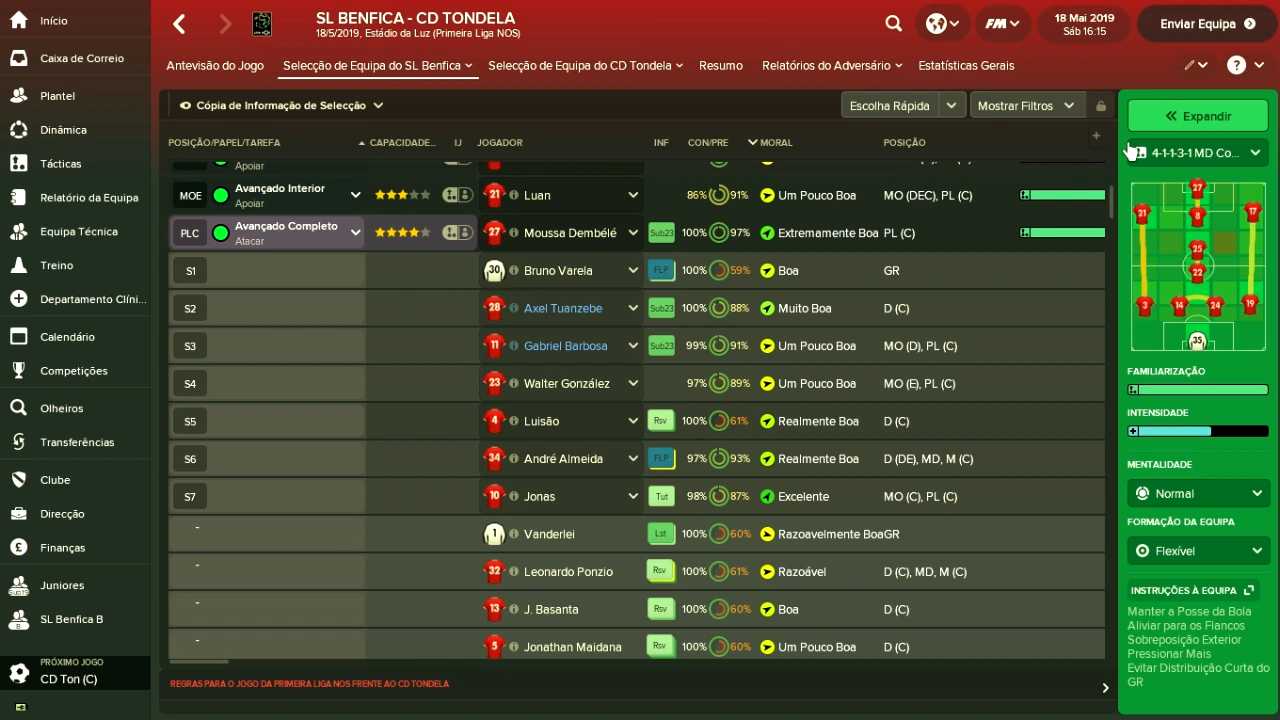 Início
Caixa de Correio
Plantel
Dinâmica
Tácticas
Relatório da Equipa
Equipa Técnica
Treino
Departamento Clíni...
Calendário
Competições
Olheiros
Transferências
Clube
Direcção
Finanças
Juniores
SL Benfica B
PRÓXIMO JOGO
CD Ton (C)
SL BENFICA - CD TONDELA
18/5/2019, Estádio da Luz (Primeira Liga NOS)
FM
18 Mai 2019
Sáb 16:15
Enviar Equipa
Antevisão do Jogo
Selecção de Equipa do SL Benfica
Selecção de Equipa do CD Tondela
Resumo
Relatórios do Adversário
Estatísticas Gerais
Cópia de Informação de Selecção
Escolha Rápida
Mostrar Filtros
POSIÇÃO/PAPEL/TAREFA CAPACIDADE... IJ JOGADOR INF CON/PRE MORAL POSIÇÃO
Apoiar
MOE Avançado Interior Apoiar 21 Luan 86% 91% Um Pouco Boa MO (DEC), PL (C)
PLC Avançado Completo Atacar 27 Moussa Dembélé Sub23 100% 97% Extremamente Boa PL (C)
S1 30 Bruno Varela FLP 100% 59% Boa GR
S2 28 Axel Tuanzebe Sub23 100% 88% Muito Boa D (C)
S3 11 Gabriel Barbosa Sub23 99% 91% Um Pouco Boa MO (D), PL (C)
S4 23 Walter González 97% 89% Um Pouco Boa MO (E), PL (C)
S5 4 Luisão Rsv 100% 61% Realmente Boa D (C)
S6 34 André Almeida FLP 97% 93% Realmente Boa D (DE), MD, M (C)
S7 10 Jonas Tut 98% 87% Excelente MO (C), PL (C)
- 1 Vanderlei Lst 100% 60% Razoavelmente Boa GR
- 32 Leonardo Ponzio Rsv 100% 61% Razoável D (C), MD, M (C)
- 13 J. Basanta Rsv 100% 60% Boa D (C)
- 5 Jonathan Maidana Rsv 100% 60% Um Pouco Boa D (C)
REGRAS PARA O JOGO DA PRIMEIRA LIGA NOS FRENTE AO CD TONDELA
Expandir
4-1-1-3-1 MD Co...
27
21 8 17
25
22
3 14 24 19
35
FAMILIARIZAÇÃO
INTENSIDADE
MENTALIDADE
Normal
FORMAÇÃO DA EQUIPA
Flexível
INSTRUÇÕES À EQUIPA
Manter a Posse da Bola
Aliviar para os Flancos
Sobreposição Exterior
Pressionar Mais
Evitar Distribuição Curta do
GR